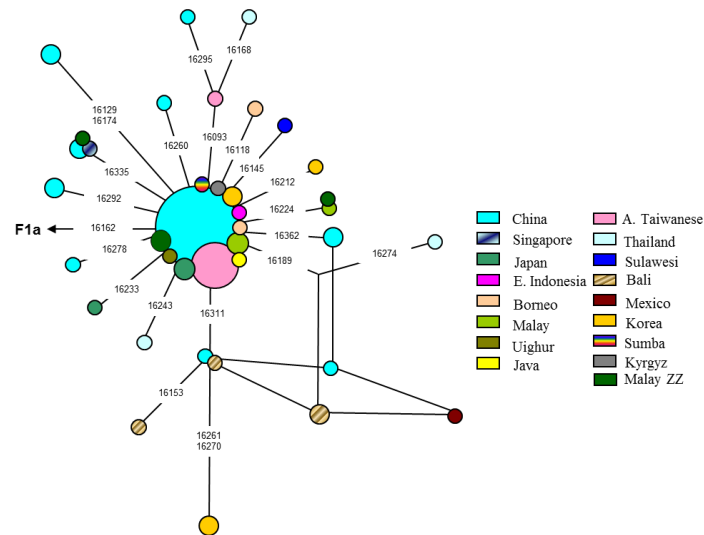 16295
16168
16129
16174
16260
16093
16118
16145
16335
16212
16292
16224
F1a
16162
16362
16278
16189
16274
16233
16243
16311
16153
16261
16270
China
Singapore
Japan
E. Indonesia
Borneo
Malay
Uighur
Java
A. Taiwanese
Thailand
Sulawesi
Bali
Mexico
Korea
Sumba
Kyrgyz
Malay ZZ